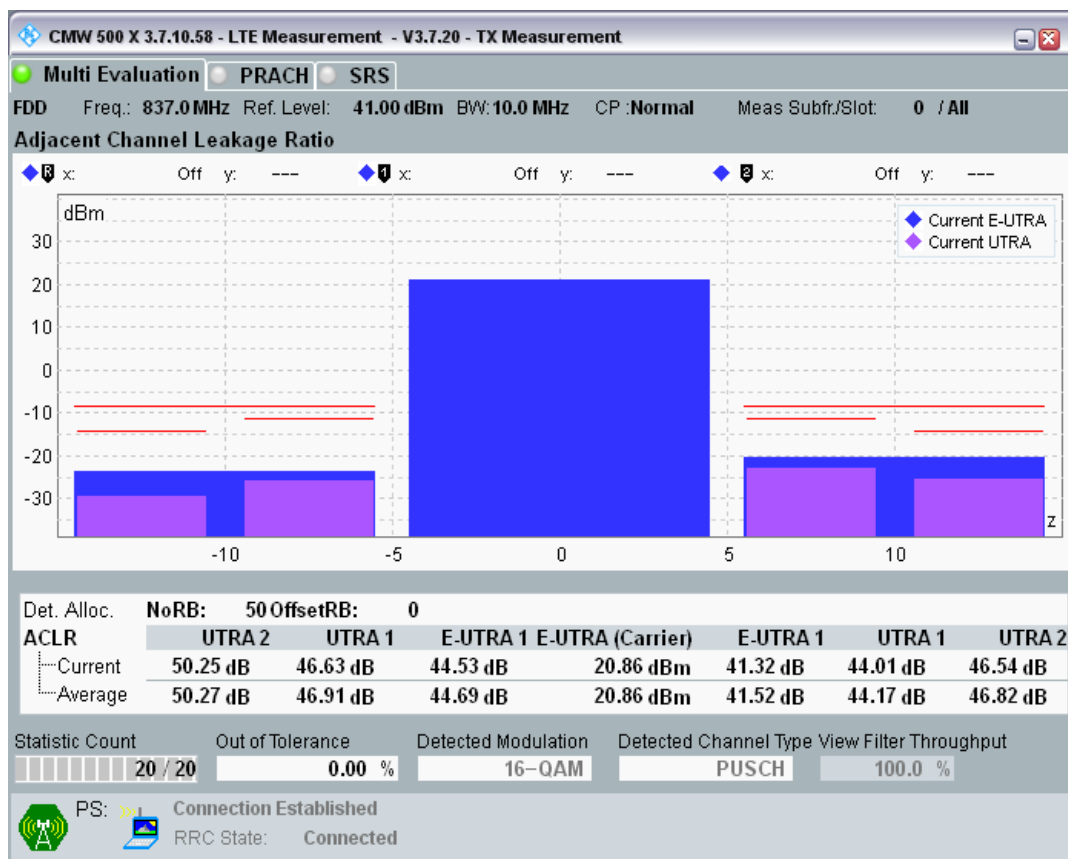 CMW 500 X 3.7.10.58 - LTE Measurement - V3.7.20 - TX Measurement
Multi Evaluation PRACH SRS
FDD Freq.: 837.0 MHz Ref. Level: 41.00 dBm BW: 10.0 MHz CP :Normal Meas Subfr./Slot: 0 / All
Adjacent Channel Leakage Ratio
R x: Off y: --- 1 x: Off y: --- 2 x: Off y: ---
dBm
Current E-UTRA
Current UTRA
30
20
10
0
-10
-20
-30
z
-10 -5 0 5 10
Det. Alloc. NoRB: 50 OffsetRB: 0
ACLR UTRA 2 UTRA 1 E-UTRA 1 E-UTRA (Carrier) E-UTRA 1 UTRA 1 UTRA 2
Current 50.25 dB 46.63 dB 44.53 dB 20.86 dBm 41.32 dB 44.01 dB 46.54 dB
Average 50.27 dB 46.91 dB 44.69 dB 20.86 dBm 41.52 dB 44.17 dB 46.82 dB
Statistic Count Out of Tolerance Detected Modulation Detected Channel Type View Filter Throughput
20 / 20 0.00 % 16-QAM PUSCH 100.0 %
PS: Connection Established
RRC State: Connected